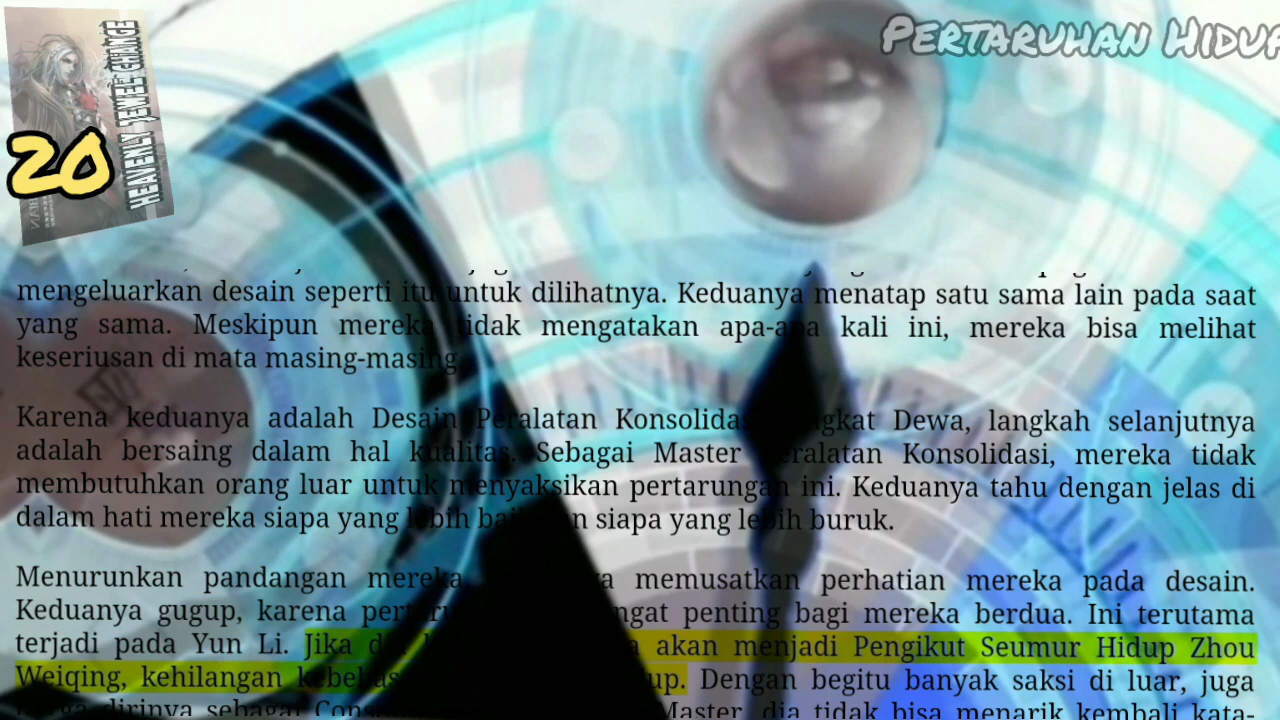 PERTARUHAN HIDUP
HEAVENLY JEWEL CHANGE
20
mengeluarkan desain seperti itu untuk dilihatnya. Keduanya menatap satu sama lain pada saat
yang sama. Meskipun mereka tidak mengatakan apa-apa kali ini, mereka bisa melihat
keseriusan di mata masing-masing.
Karena keduanya adalah Desain Peralatan Konsolidasi Tingkat Dewa, langkah selanjutnya
adalah bersaing dalam hal kualitas. Sebagai Master Peralatan Konsolidasi, mereka tidak
membutuhkan orang luar untuk menyaksikan pertarungan ini. Keduanya tahu dengan jelas di
dalam hati mereka siapa yang lebih baik dan siapa yang lebih buruk.
Menurunkan pandangan mereka memusatkan perhatian mereka pada desain.
Keduanya gugup, karena penting bagi mereka berdua. Ini terutama
terjadi pada Yun Li. Jika akan menjadi Pengikut Seumur Hidup Zhou
Weiqing, kehilangan Dengan begitu banyak saksi di luar, juga
dirinya sebagai Master, dia tidak bisa menarik kembali kata-